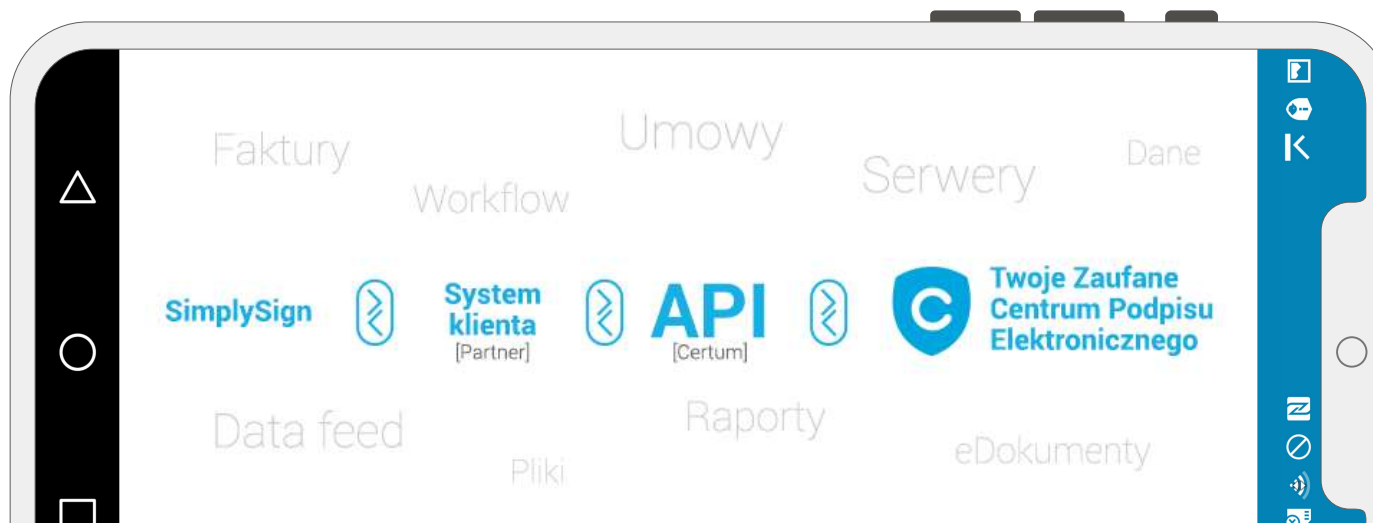 Faktury
Umowy
Workflow
Serwery
Dane
SimplySign
System
klienta
[Partner]
API
[Certum]
C
Twoje Zaufane
Centrum Podpisu
Elektronicznego
Data feed
Pliki
Raporty
eDokumenty